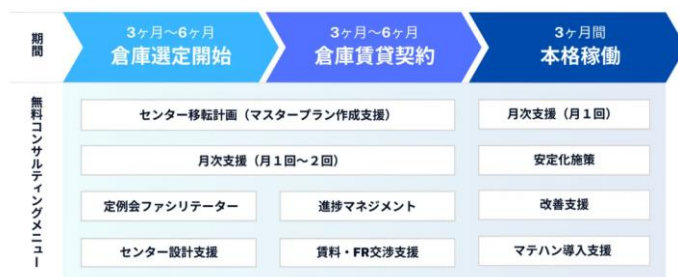 期間
3ヶ月～6ヶ月
倉庫選定開始
3ヶ月～6ヶ月
倉庫賃貸契約
3ヶ月間
本格稼働
無料コンサルティングメニュー
センター移転計画（マスタープラン作成支援）
月次支援（月１回）
月次支援（月１回～２回）
安定化施策
定例会ファシリテーター
進捗マネジメント
改善支援
センター設計支援
賃料・FR交渉支援
マテハン導入支援